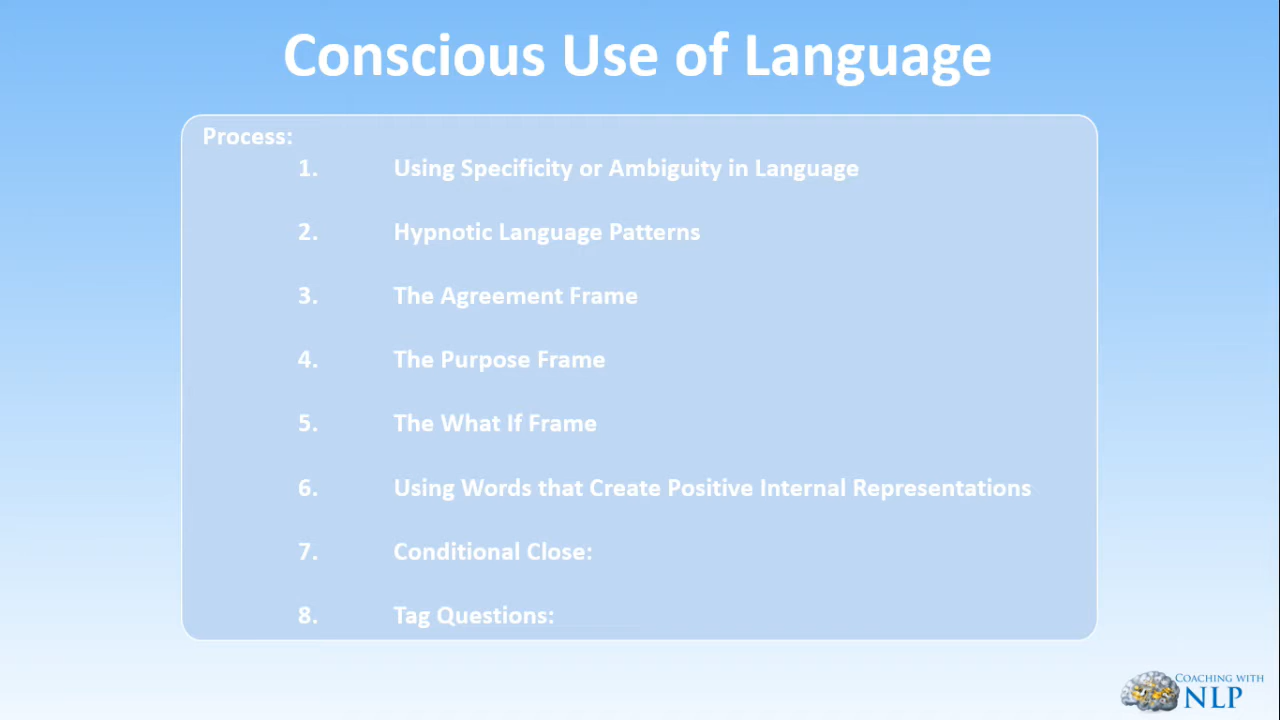 Conscious Use of Language
Process:
1. Using Specificity or Ambiguity in Language
2. Hypnotic Language Patterns
3. The Agreement Frame
4. The Purpose Frame
5. The What If Frame
6. Using Words that Create Positive Internal Representations
7. Conditional Close:
8. Tag Questions:
COACHING WITH
NLP